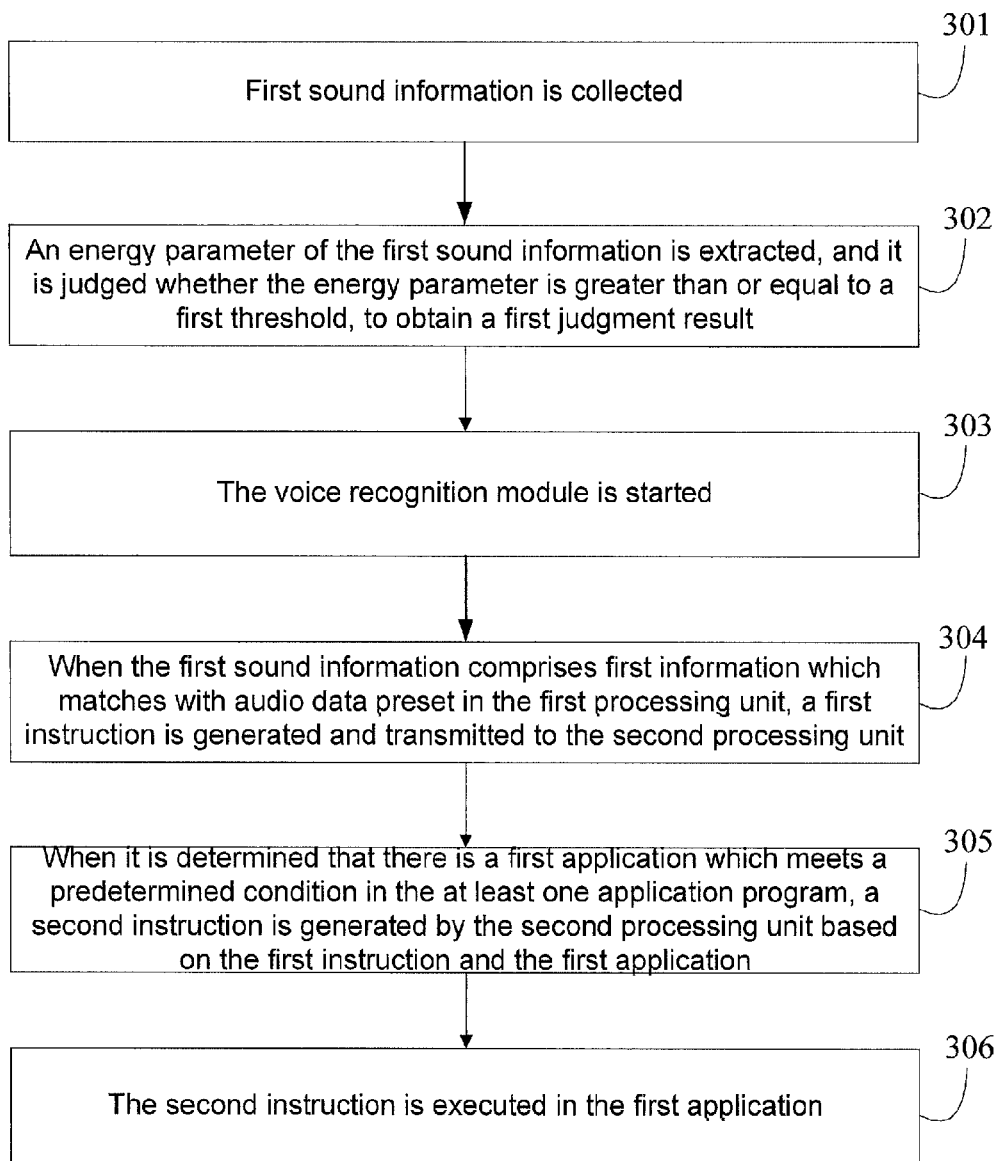 301
First sound information is collected
302
An energy parameter of the first sound information is extracted, and it
is judged whether the energy parameter is greater than or equal to a
first threshold, to obtain a first judgment result
303
The voice recognition module is started
304
When the first sound information comprises first information which
matches with audio data preset in the first processing unit, a first
instruction is generated and transmitted to the second processing unit
305
When it is determined that there is a first application which meets a
predetermined condition in the at least one application program, a
second instruction is generated by the second processing unit based
on the first instruction and the first application
306
The second instruction is executed in the first application